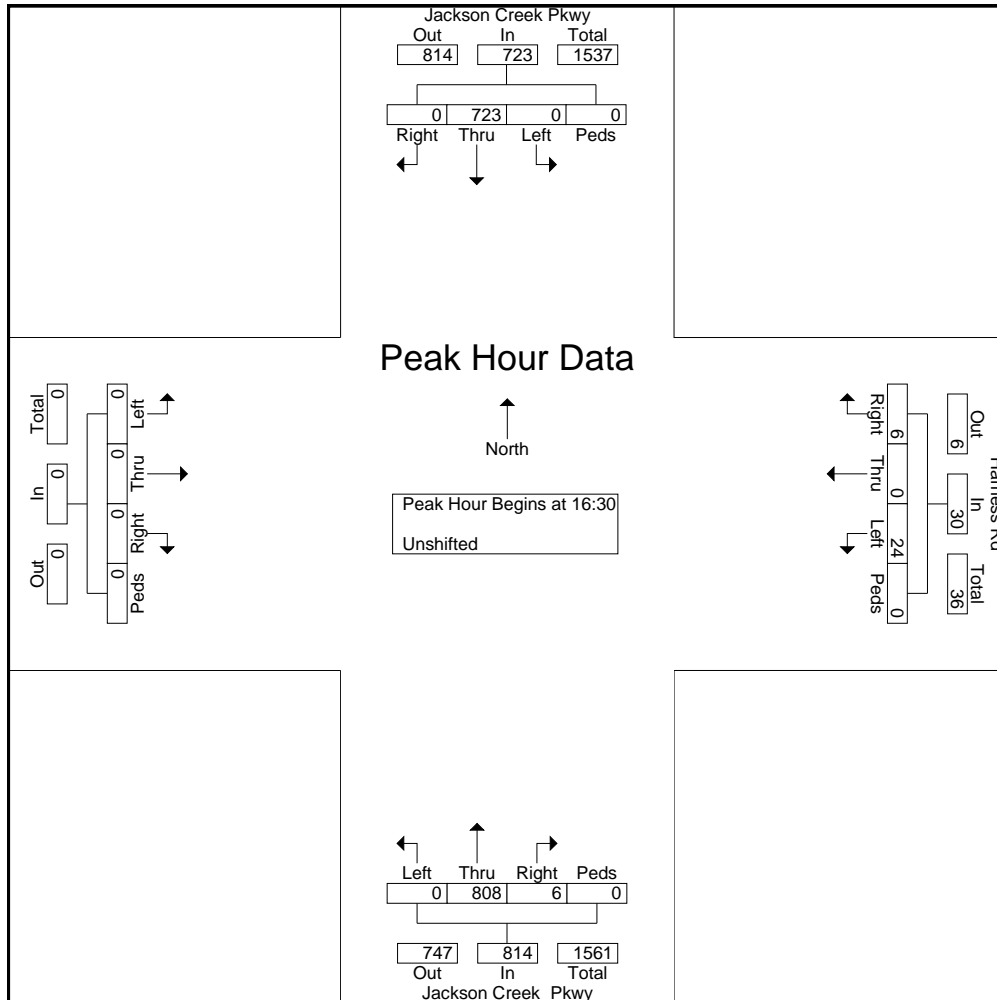 Jackson Creek Pkwy
Out In Total
814 723 1537
0 723 0 0
Right Thru Left Peds
Peak Hour Data
North
Peak Hour Begins at 16:30
Unshifted
Total In Out
0 0 0
0 0 0 0
Left Thru Right Peds
Out In Total
6 30 36
6 0 24 0
Right Thru Left Peds
Left Thru Right Peds
0 808 6 0
747 814 1561
Out In Total
Jackson Creek Pkwy